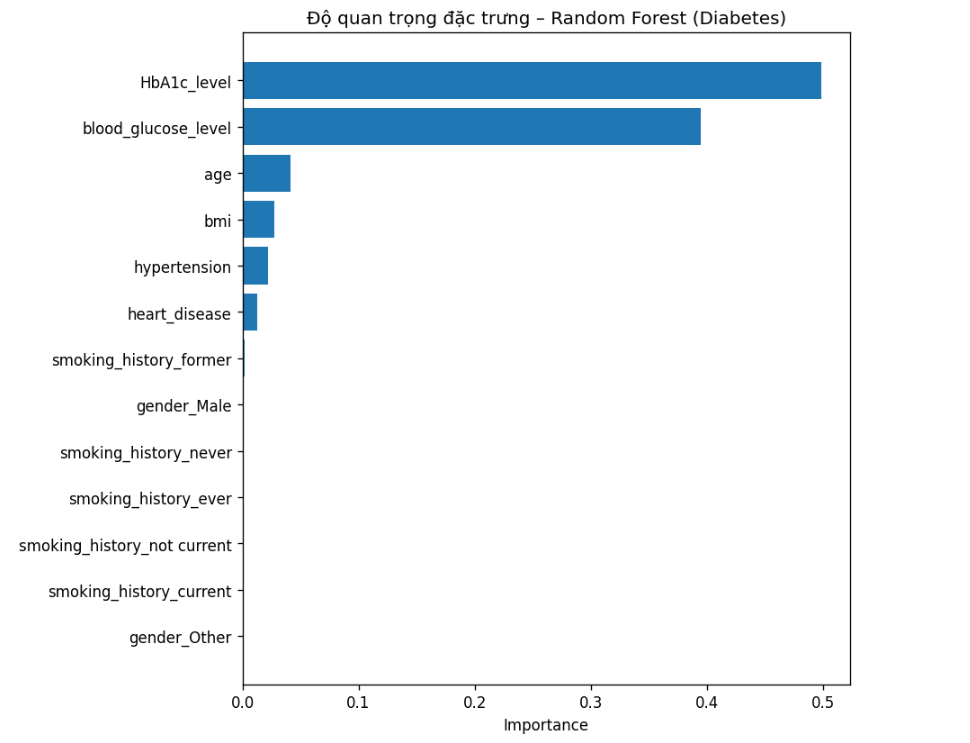 Độ quan trọng đặc trưng – Random Forest (Diabetes)
HbA1c_level
blood_glucose_level
age
bmi
hypertension
heart_disease
smoking_history_former
gender_Male
smoking_history_never
smoking_history_ever
smoking_history_not current
smoking_history_current
gender_Other
0.0 0.1 0.2 0.3 0.4 0.5
Importance